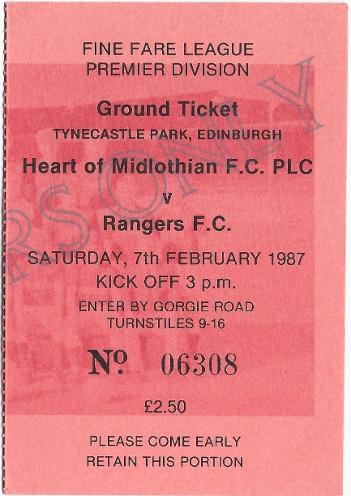 FINE FARE LEAGUE
PREMIER DIVISION
Ground Ticket
TYNECASTLE PARK, EDINBURGH
Heart of Midlothian F.C. PLC
v
Rangers F.C.
SATURDAY, 7th FEBRUARY 1987
KICK OFF 3 p.m.
ENTER BY GORGIE ROAD
TURNSTILES 9-16
No. 06308
£2.50
PLEASE COME EARLY
RETAIN THIS PORTION
ONLY